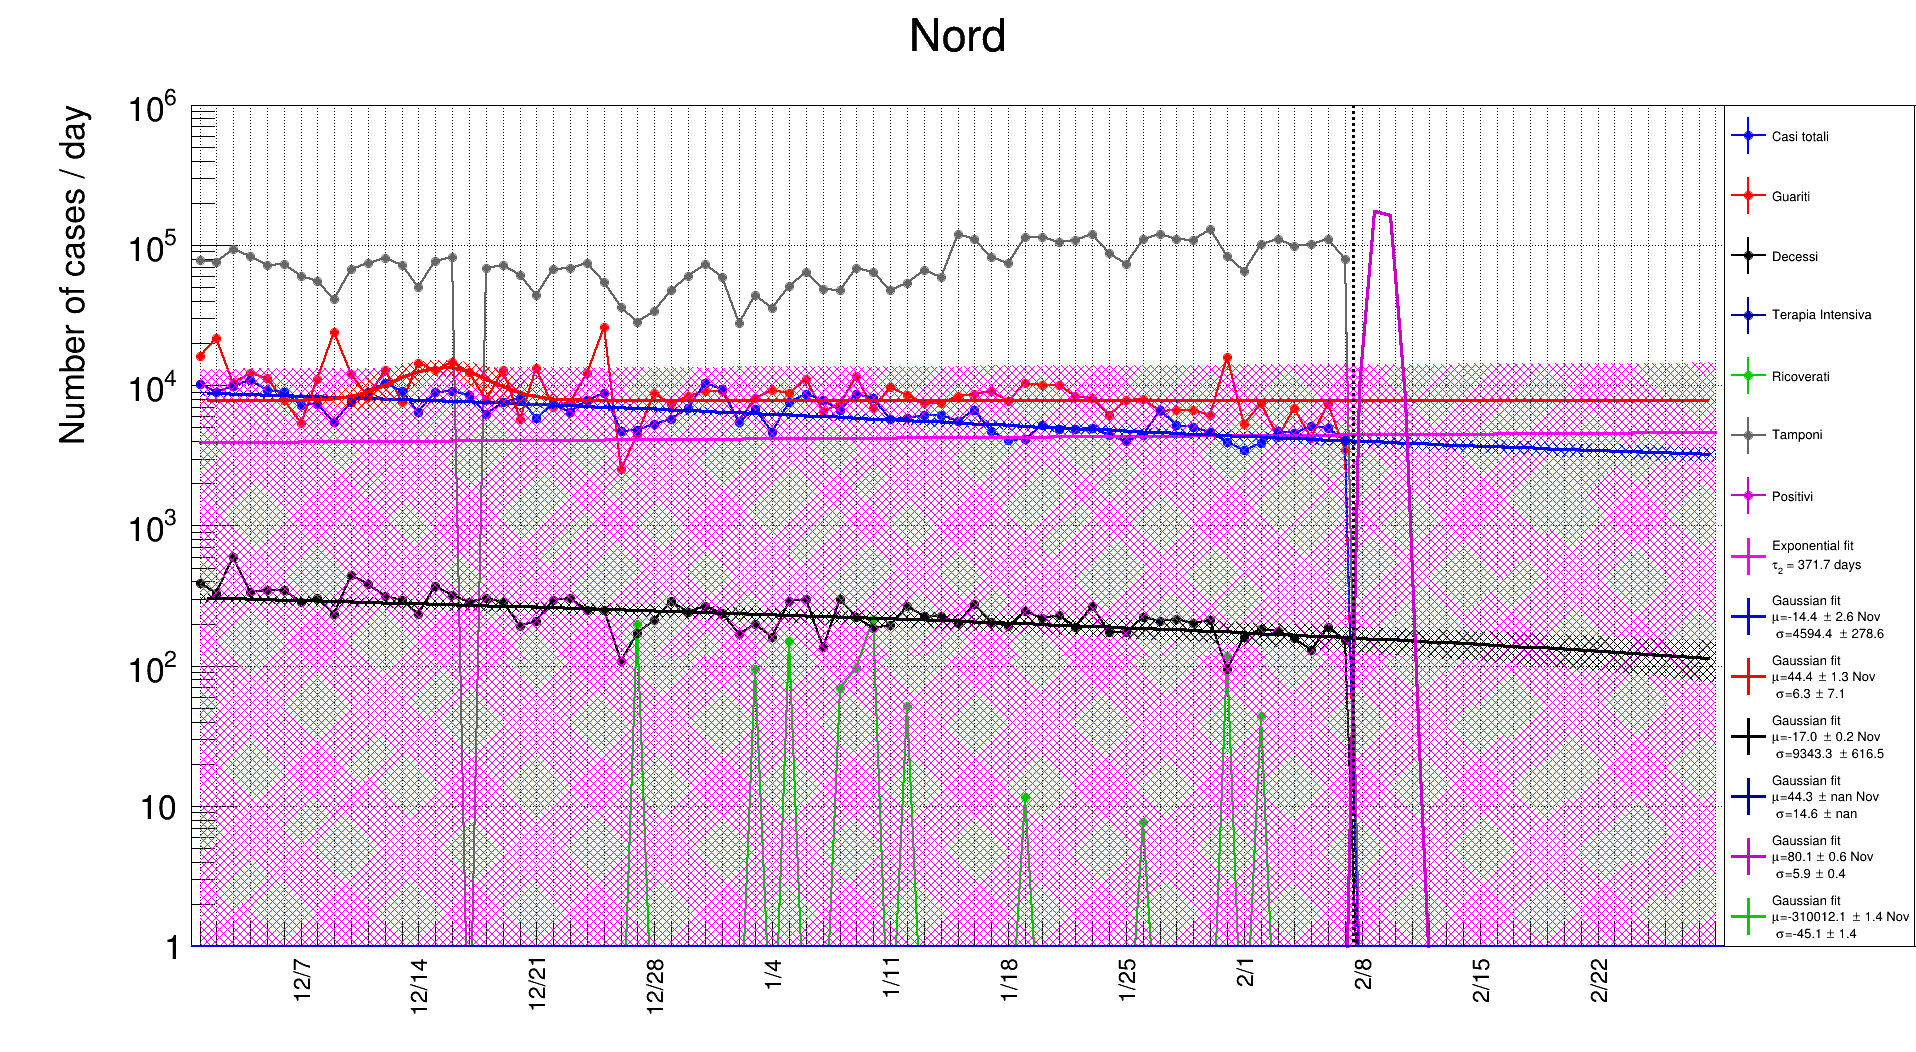 Nord
Number of cases / day
10^6
10^5
10^4
10^3
10^2
10
1
12/7
12/14
12/21
12/28
1/4
1/11
1/18
1/25
2/1
2/8
2/15
2/22
Casi totali
Guariti
Decessi
Terapia Intensiva
Ricoverati
Tamponi
Positivi
Exponential fit
τ₂ = 371.7 days
Gaussian fit
μ=-14.4 ± 2.6 Nov
σ=4594.4 ± 278.6
Gaussian fit
μ=44.4 ± 1.3 Nov
σ=6.3 ± 7.1
Gaussian fit
μ=-17.0 ± 0.2 Nov
σ=9343.3 ± 616.5
Gaussian fit
μ=44.3 ± nan Nov
σ=14.6 ± nan
Gaussian fit
μ=80.1 ± 0.6 Nov
σ=5.9 ± 0.4
Gaussian fit
μ=-310012.1 ± 1.4 Nov
σ=-45.1 ± 1.4